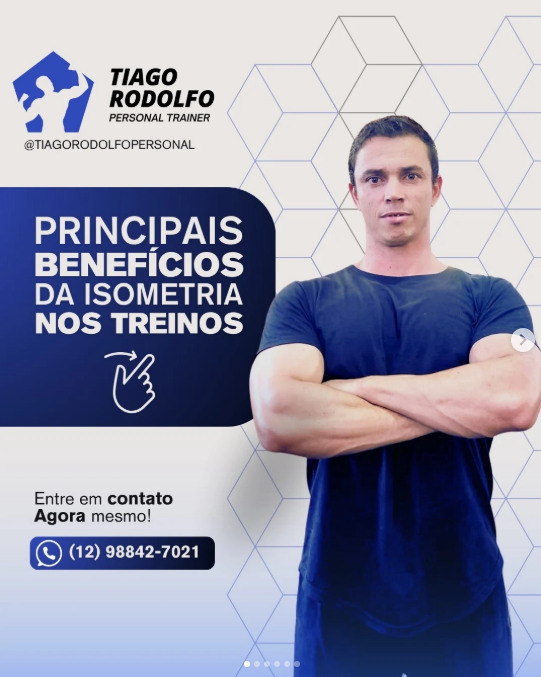 TIAGO
RODOLFO
PERSONAL TRAINER
@TIAGORODOLFOPERSONAL
PRINCIPAIS
BENEFÍCIOS
DA ISOMETRIA
NOS TREINOS
Entre em contato
Agora mesmo!
(12) 98842-7021